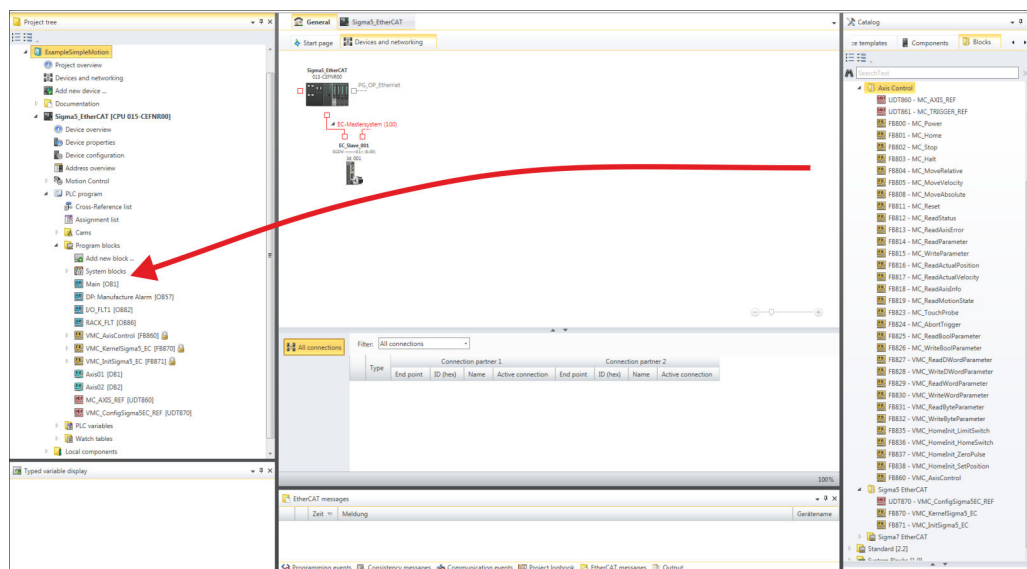 Project tree
ExampleSimpleMotion
Project overview
Devices and networking
Add new device ...
Documentation
Sigma5_EtherCAT [CPU 015-CEFNR00]
Device overview
Device properties
Device configuration
Address overview
Motion Control
PLC program
Cross-Reference list
Assignment list
Cams
Program blocks
Add new block ...
System blocks
Main [OB1]
DPi Manufacture Alarm [OB57]
I/O_FLT1 [OB82]
RACK_FLT [OB86]
VMC_AxisControl [FB860]
VMC_KernelSigma5_EC [FB870]
VMC_InitSigma5_EC [FB871]
Axis01 [DB1]
Axis02 [DB2]
MC_AXIS_REF [UDT860]
VMC_ConfigSigma5EC_REF [UDT870]
PLC variables
Watch tables
Local components
Typed variable display
General Sigma5_EtherCAT
Start page Devices and networking
Sigma5_EtherCAT
015-CEFNR00
PG_OP_Ethernet
EC-Mastersystem (100)
EC_Slave_001
Id_001
All connections
Filter: All connections
Type Connection partner 1 Connection partner 2
End point ID (hex) Name Active connection End point ID (hex) Name Active connection
100%
EtherCAT messages
Zeit Meldung Gerätename
Programming events Consistency messages Communication events Project logbook EtherCAT messages Output
Catalog
ce templates Components Blocks
SearchText
Axis Control
UDT860 - MC_AXIS_REF
UDT861 - MC_TRIGGER_REF
FB800 - MC_Power
FB801 - MC_Home
FB802 - MC_Stop
FB803 - MC_Halt
FB804 - MC_MoveRelative
FB805 - MC_MoveVelocity
FB808 - MC_MoveAbsolute
FB811 - MC_Reset
FB812 - MC_ReadStatus
FB813 - MC_ReadAxisError
FB814 - MC_ReadParameter
FB815 - MC_WriteParameter
FB816 - MC_ReadActualPosition
FB817 - MC_ReadActualVelocity
FB818 - MC_ReadAxisInfo
FB819 - MC_ReadMotionState
FB823 - MC_TouchProbe
FB824 - MC_AbortTrigger
FB825 - MC_ReadBoolParameter
FB826 - MC_WriteBoolParameter
FB827 - VMC_ReadDWordParameter
FB828 - VMC_WriteDWordParameter
FB829 - VMC_ReadWordParameter
FB830 - VMC_WriteWordParameter
FB831 - VMC_ReadByteParameter
FB832 - VMC_WriteByteParameter
FB835 - VMC_HomeInit_LimitSwitch
FB836 - VMC_HomeInit_HomeSwitch
FB837 - VMC_HomeInit_ZeroPulse
FB838 - VMC_HomeInit_SetPosition
FB860 - VMC_AxisControl
Sigma5 EtherCAT
UDT870 - VMC_ConfigSigma5EC_REF
FB870 - VMC_KernelSigma5_EC
FB871 - VMC_InitSigma5_EC
Sigma7 EtherCAT
Standard [2.2]